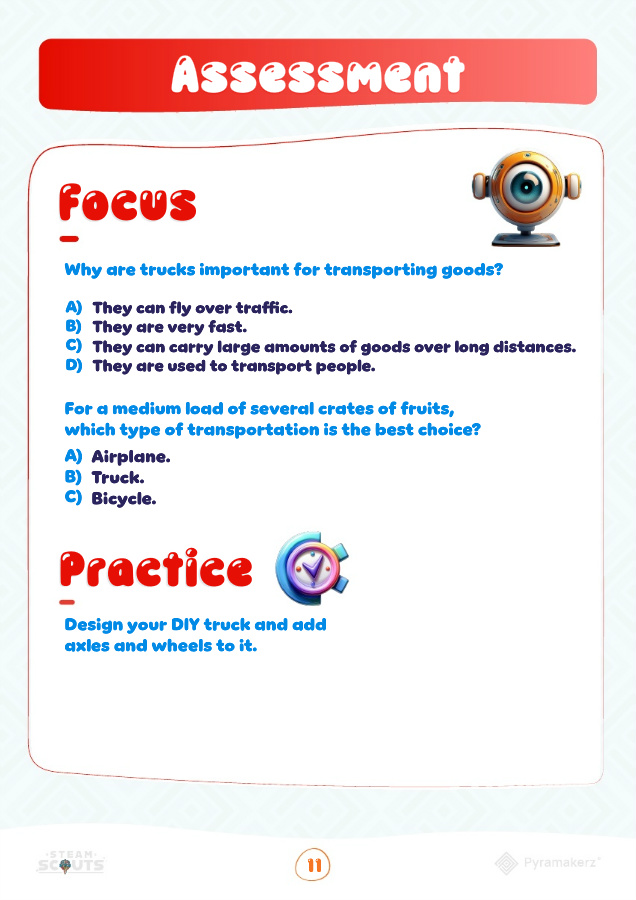 Assessment
Focus
Why are trucks important for transporting goods?
A) They can fly over traffic.
B) They are very fast.
C) They can carry large amounts of goods over long distances.
D) They are used to transport people.
For a medium load of several crates of fruits,
which type of transportation is the best choice?
A) Airplane.
B) Truck.
C) Bicycle.
Practice
Design your DIY truck and add
axles and wheels to it.
STEAM
SCOUTS
11
Pyramakerz